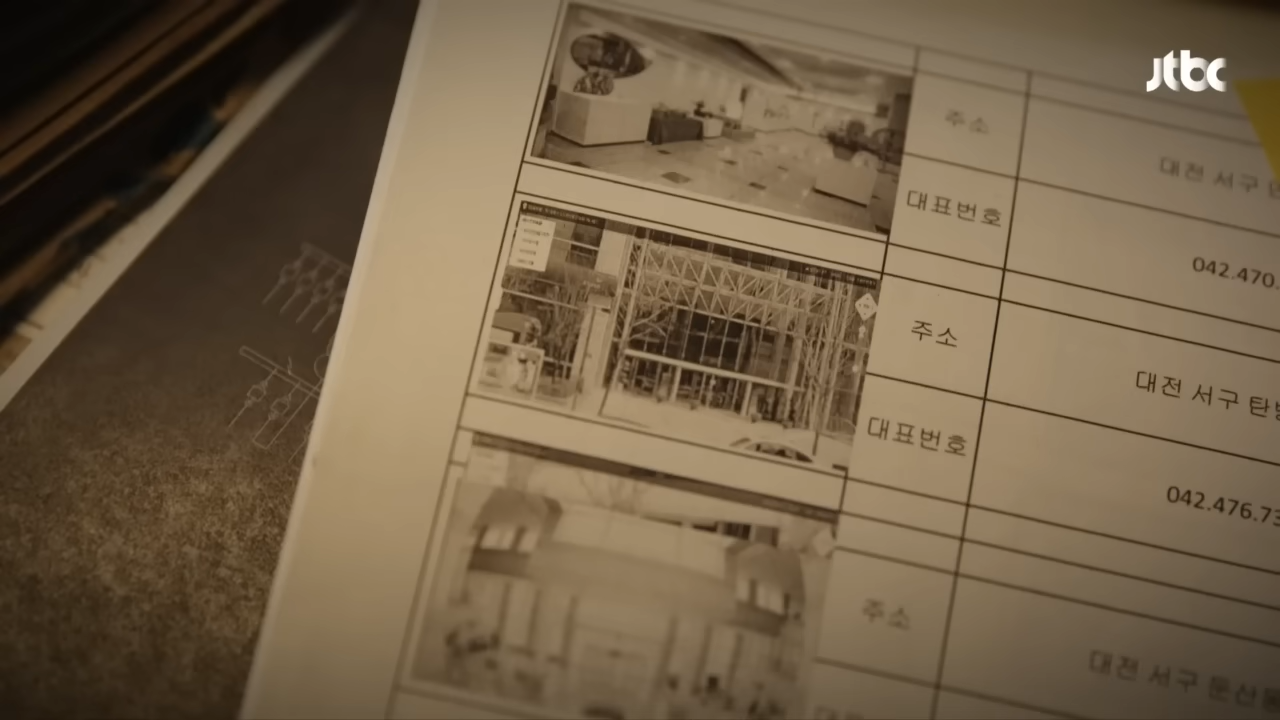 jtbc
주소
대전 서구
대표번호
042.470.
주소
대전 서구 탄방
대표번호
042.476.73
주소
대전 서구 둔산동